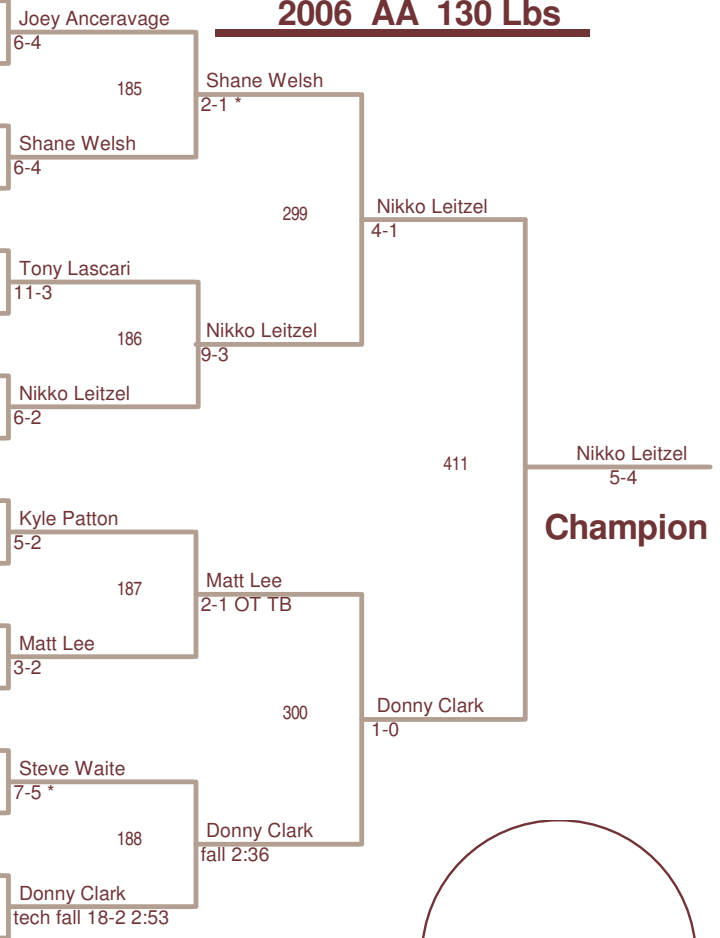 2006 AA 130 Lbs
Joey Anceravage
6-4
185
Shane Welsh
2-1 *
Shane Welsh
6-4
299
Nikko Leitzel
4-1
Tony Lascari
11-3
186
Nikko Leitzel
9-3
Nikko Leitzel
6-2
411
Nikko Leitzel
5-4
Champion
Kyle Patton
5-2
187
Matt Lee
2-1 OT TB
Matt Lee
3-2
300
Donny Clark
1-0
Steve Waite
7-5 *
188
Donny Clark
fall 2:36
Donny Clark
tech fall 18-2 2:53